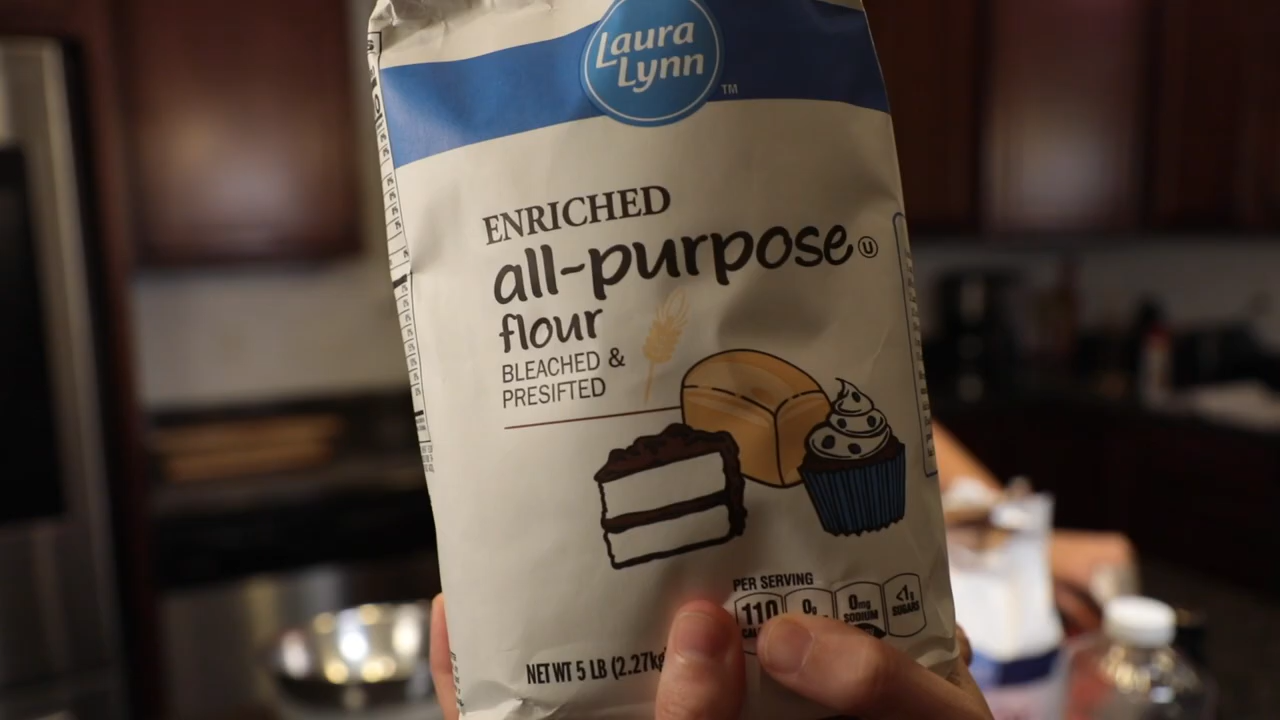 Laura
Lynn
TM
ENRICHED
all-purpose
U
flour
BLEACHED &
PRESIFTED
PER SERVING
110
0g
0mg
SODIUM
<1g
SUGARS
NET WT 5 LB (2.27kg